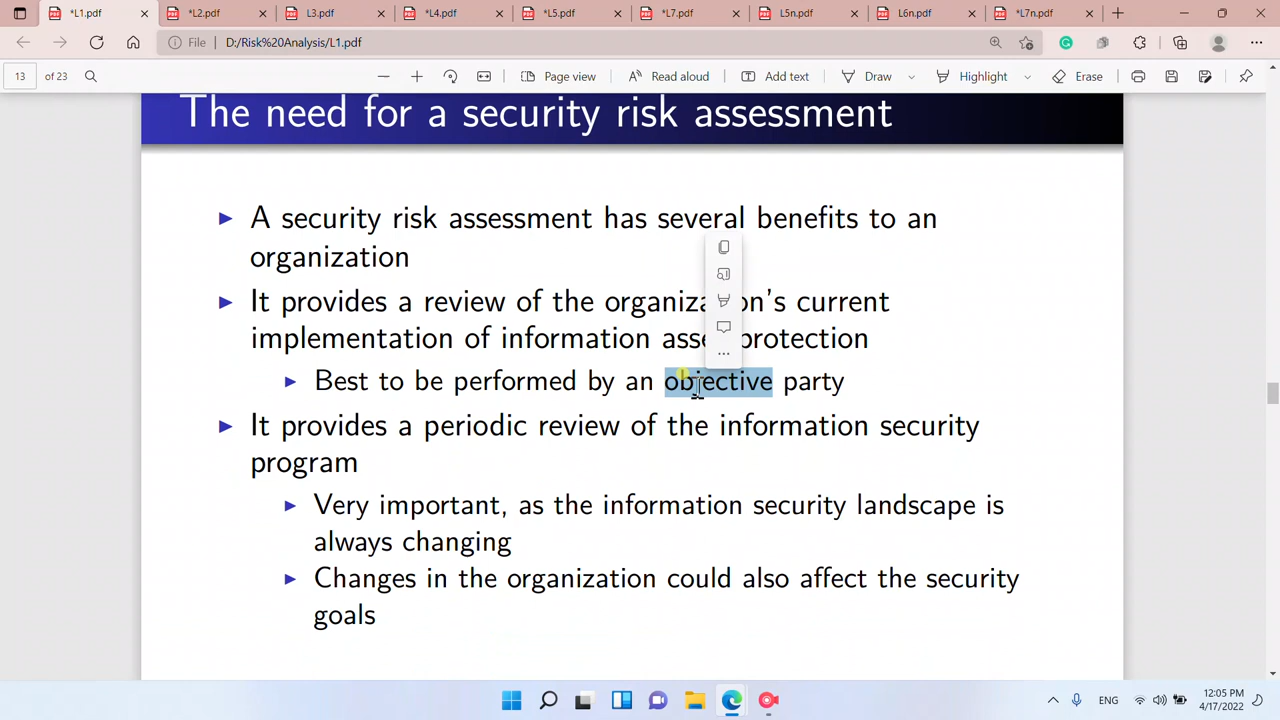 *L1.pdf *L2.pdf L3.pdf *L4.pdf *L5.pdf *L7.pdf L5n.pdf L6n.pdf *L7n.pdf
File D:/Risk%20Analysis/L1.pdf
13 of 23 Page view Read aloud Add text Draw Highlight Erase
The need for a security risk assessment
A security risk assessment has several benefits to an
organization
It provides a review of the organization's current
implementation of information asset protection
Best to be performed by an objective party
It provides a periodic review of the information security
program
Very important, as the information security landscape is
always changing
Changes in the organization could also affect the security
goals
ENG 12:05 PM
4/17/2022